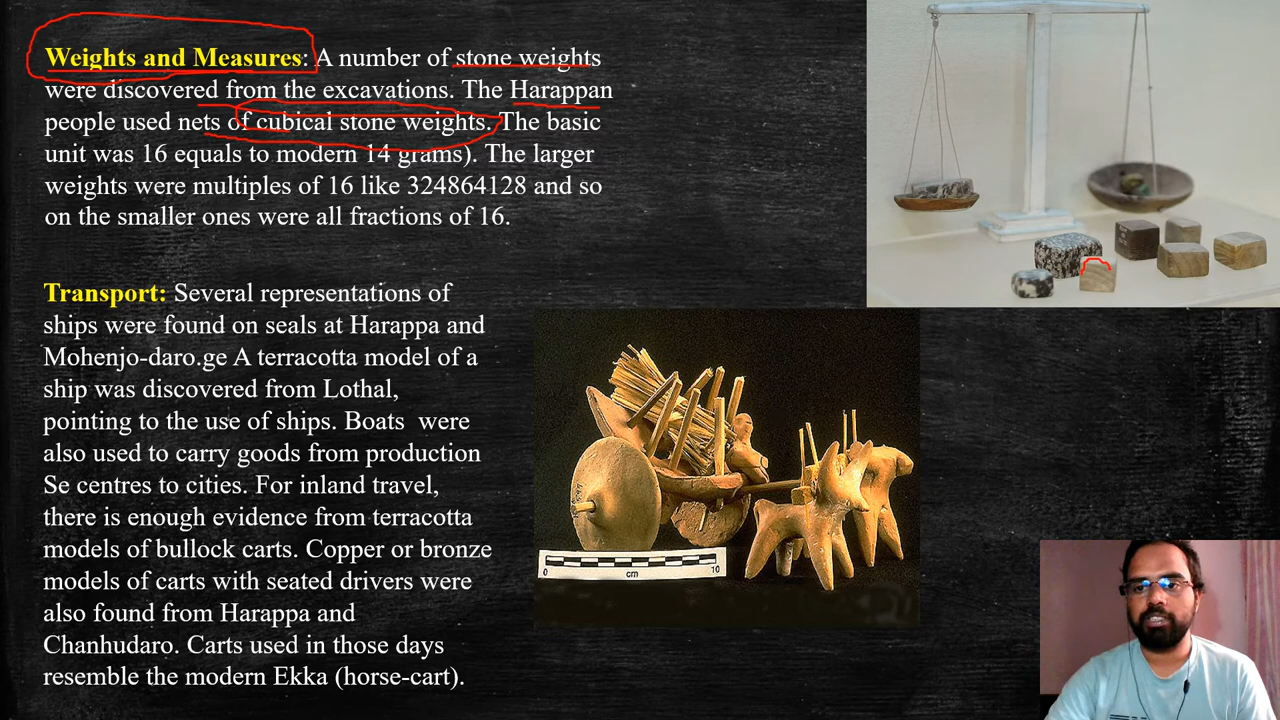 Weights and Measures: A number of stone weights
were discovered from the excavations. The Harappan
people used nets of cubical stone weights. The basic
unit was 16 equals to modern 14 grams). The larger
weights were multiples of 16 like 324864128 and so
on the smaller ones were all fractions of 16.
Transport: Several representations of
ships were found on seals at Harappa and
Mohenjo-daro.ge A terracotta model of a
ship was discovered from Lothal,
pointing to the use of ships. Boats were
also used to carry goods from production
Se centres to cities. For inland travel,
there is enough evidence from terracotta
models of bullock carts. Copper or bronze
models of carts with seated drivers were
also found from Harappa and
Chanhudaro. Carts used in those days
resemble the modern Ekka (horse-cart).
0 cm 10